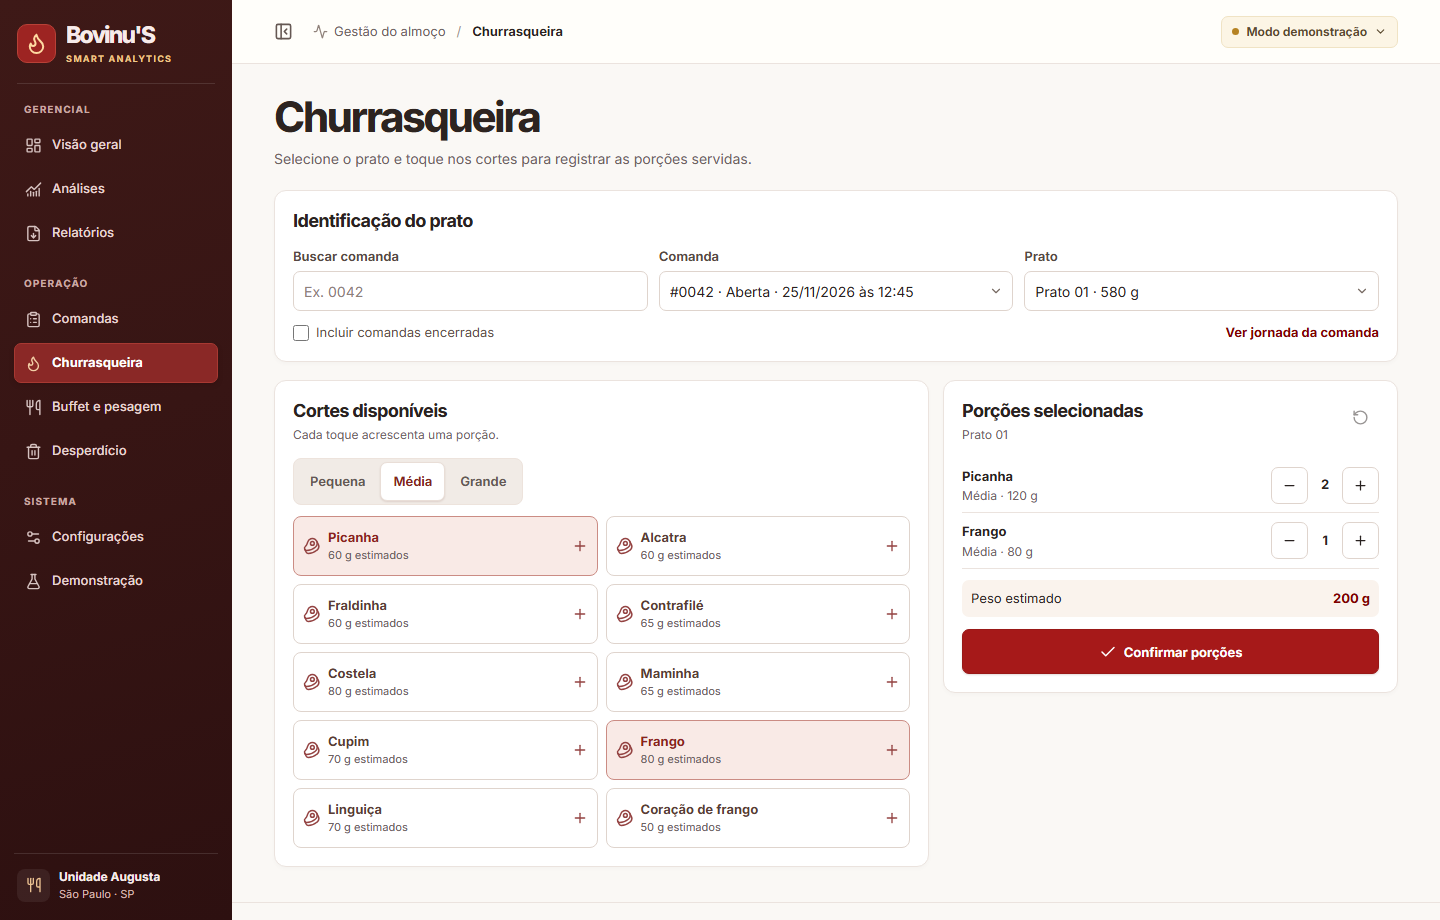 Bovinu'S
SMART ANALYTICS
GERENCIAL
Visão geral
Análises
Relatórios
OPERAÇÃO
Comandas
Churrasqueira
Buffet e pesagem
Desperdício
SISTEMA
Configurações
Demonstração
Unidade Augusta
São Paulo · SP
Gestão do almoço / Churrasqueira
Modo demonstração
Churrasqueira
Selecione o prato e toque nos cortes para registrar as porções servidas.
Identificação do prato
Buscar comanda
Ex. 0042
Comanda
#0042 · Aberta · 25/11/2026 às 12:45
Prato
Prato 01 · 580 g
Incluir comandas encerradas
Ver jornada da comanda
Cortes disponíveis
Cada toque acrescenta uma porção.
Pequena Média Grande
Picanha
60 g estimados
Alcatra
60 g estimados
Fraldinha
60 g estimados
Contrafilé
65 g estimados
Costela
80 g estimados
Maminha
65 g estimados
Cupim
70 g estimados
Frango
80 g estimados
Linguiça
70 g estimados
Coração de frango
50 g estimados
Porções selecionadas
Prato 01
Picanha
Média · 120 g
2
Frango
Média · 80 g
1
Peso estimado 200 g
Confirmar porções